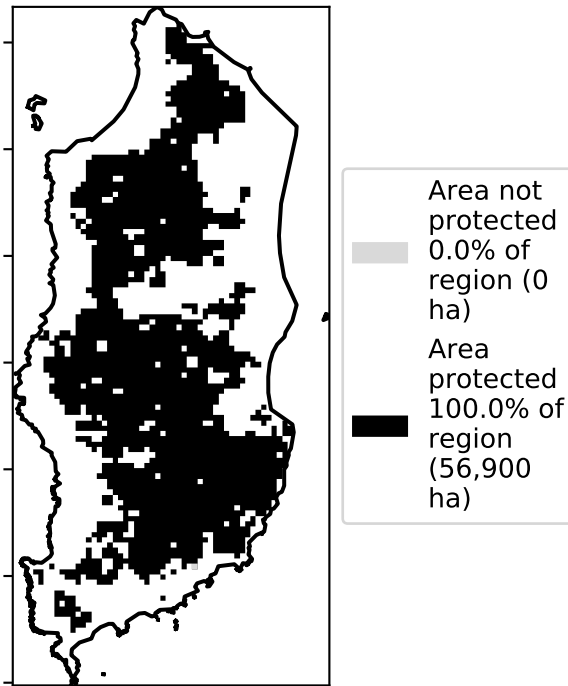 Area not
protected
0.0% of
region (0
ha)
Area
protected
100.0% of
region
(56,900
ha)